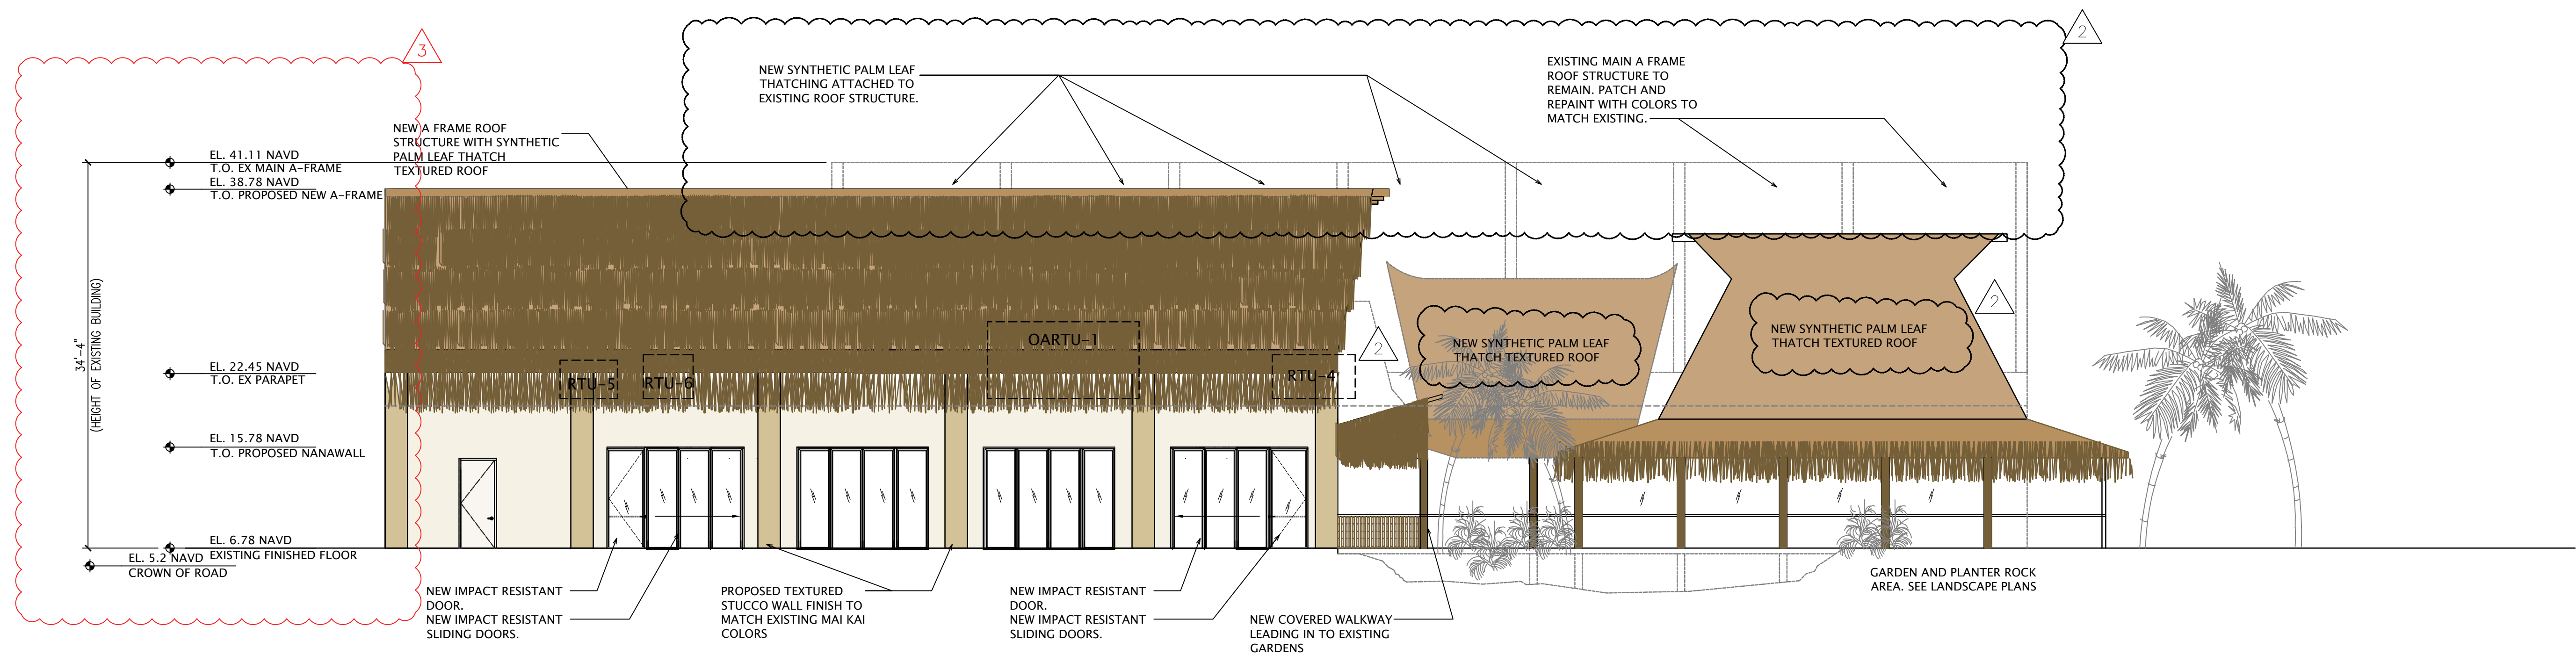 3
2
NEW SYNTHETIC PALM LEAF
THATCHING ATTACHED TO
EXISTING ROOF STRUCTURE.
EXISTING MAIN A FRAME
ROOF STRUCTURE TO
REMAIN. PATCH AND
REPAINT WITH COLORS TO
MATCH EXISTING.
NEW A FRAME ROOF
STRUCTURE WITH SYNTHETIC
PALM LEAF THATCH
TEXTURED ROOF
EL. 41.11 NAVD
T.O. EX MAIN A-FRAME
EL. 38.78 NAVD
T.O. PROPOSED NEW A-FRAME
34'-4"
(HEIGHT OF EXISTING BUILDING)
EL. 22.45 NAVD
T.O. EX PARAPET
EL. 15.78 NAVD
T.O. PROPOSED NANAWALL
EL. 6.78 NAVD
EXISTING FINISHED FLOOR
EL. 5.2 NAVD
CROWN OF ROAD
RTU-5
RTU-6
OARTU-1
RTU-4
2
NEW SYNTHETIC PALM LEAF
THATCH TEXTURED ROOF
NEW SYNTHETIC PALM LEAF
THATCH TEXTURED ROOF
2
NEW IMPACT RESISTANT
DOOR.
NEW IMPACT RESISTANT
SLIDING DOORS.
PROPOSED TEXTURED
STUCCO WALL FINISH TO
MATCH EXISTING MAI KAI
COLORS
NEW IMPACT RESISTANT
DOOR.
NEW IMPACT RESISTANT
SLIDING DOORS.
NEW COVERED WALKWAY
LEADING IN TO EXISTING
GARDENS
GARDEN AND PLANTER ROCK
AREA. SEE LANDSCAPE PLANS